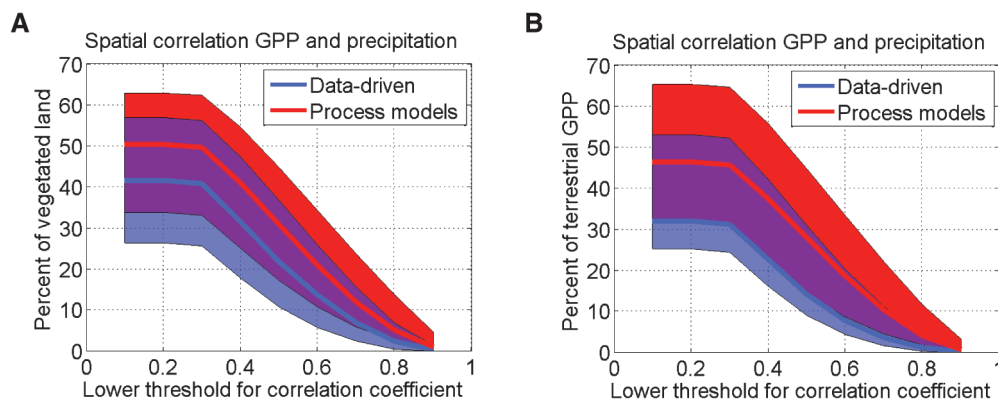 A
Spatial correlation GPP and precipitation
70
60
50
40
30
20
10
0
Percent of vegetated land
Data-driven
Process models
0 0.2 0.4 0.6 0.8 1
Lower threshold for correlation coefficient
B
Spatial correlation GPP and precipitation
70
60
50
40
30
20
10
0
Percent of terrestrial GPP
Data-driven
Process models
0 0.2 0.4 0.6 0.8 1
Lower threshold for correlation coefficient